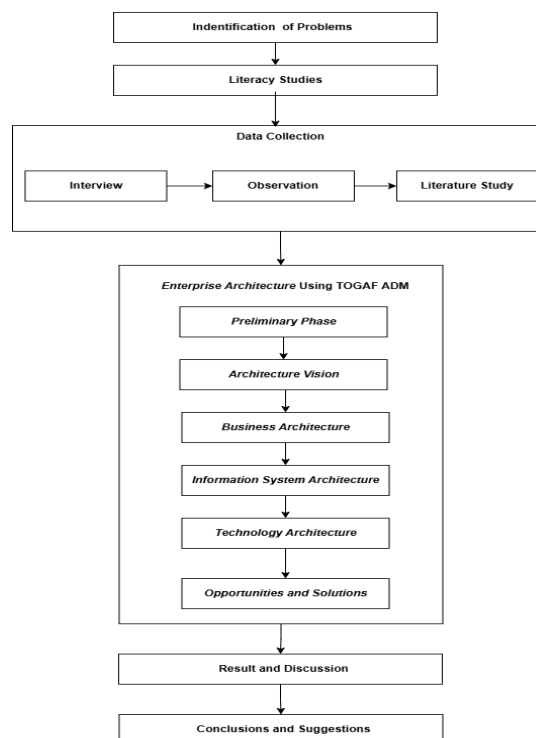 Indentification of Problems
Literacy Studies
Data Collection
Interview
Observation
Literature Study
Enterprise Architecture Using TOGAF ADM
Preliminary Phase
Architecture Vision
Business Architecture
Information System Architecture
Technology Architecture
Opportunities and Solutions
Result and Discussion
Conclusions and Suggestions